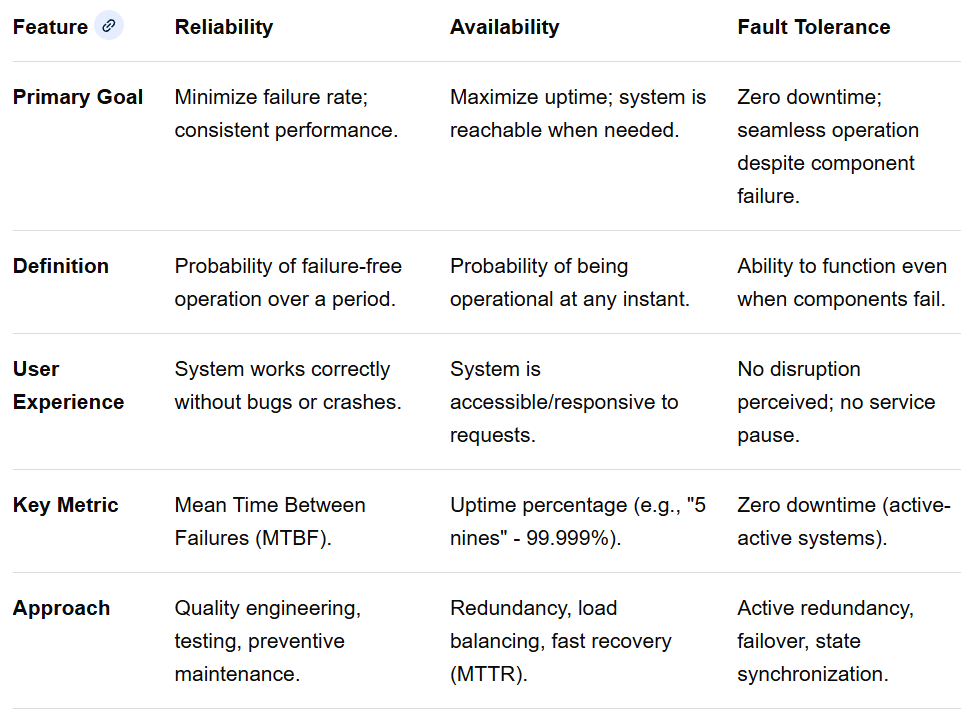 Feature Reliability Availability Fault Tolerance
Primary Goal Minimize failure rate; Maximize uptime; system is Zero downtime;
consistent performance. reachable when needed. seamless operation
despite component
failure.
Definition Probability of failure-free Probability of being Ability to function even
operation over a period. operational at any instant. when components fail.
User System works correctly System is No disruption
Experience without bugs or crashes. accessible/responsive to perceived; no service
requests. pause.
Key Metric Mean Time Between Uptime percentage (e.g., "5 Zero downtime (active-
Failures (MTBF). nines" - 99.999%). active systems).
Approach Quality engineering, Redundancy, load Active redundancy,
testing, preventive balancing, fast recovery failover, state
maintenance. (MTTR). synchronization.